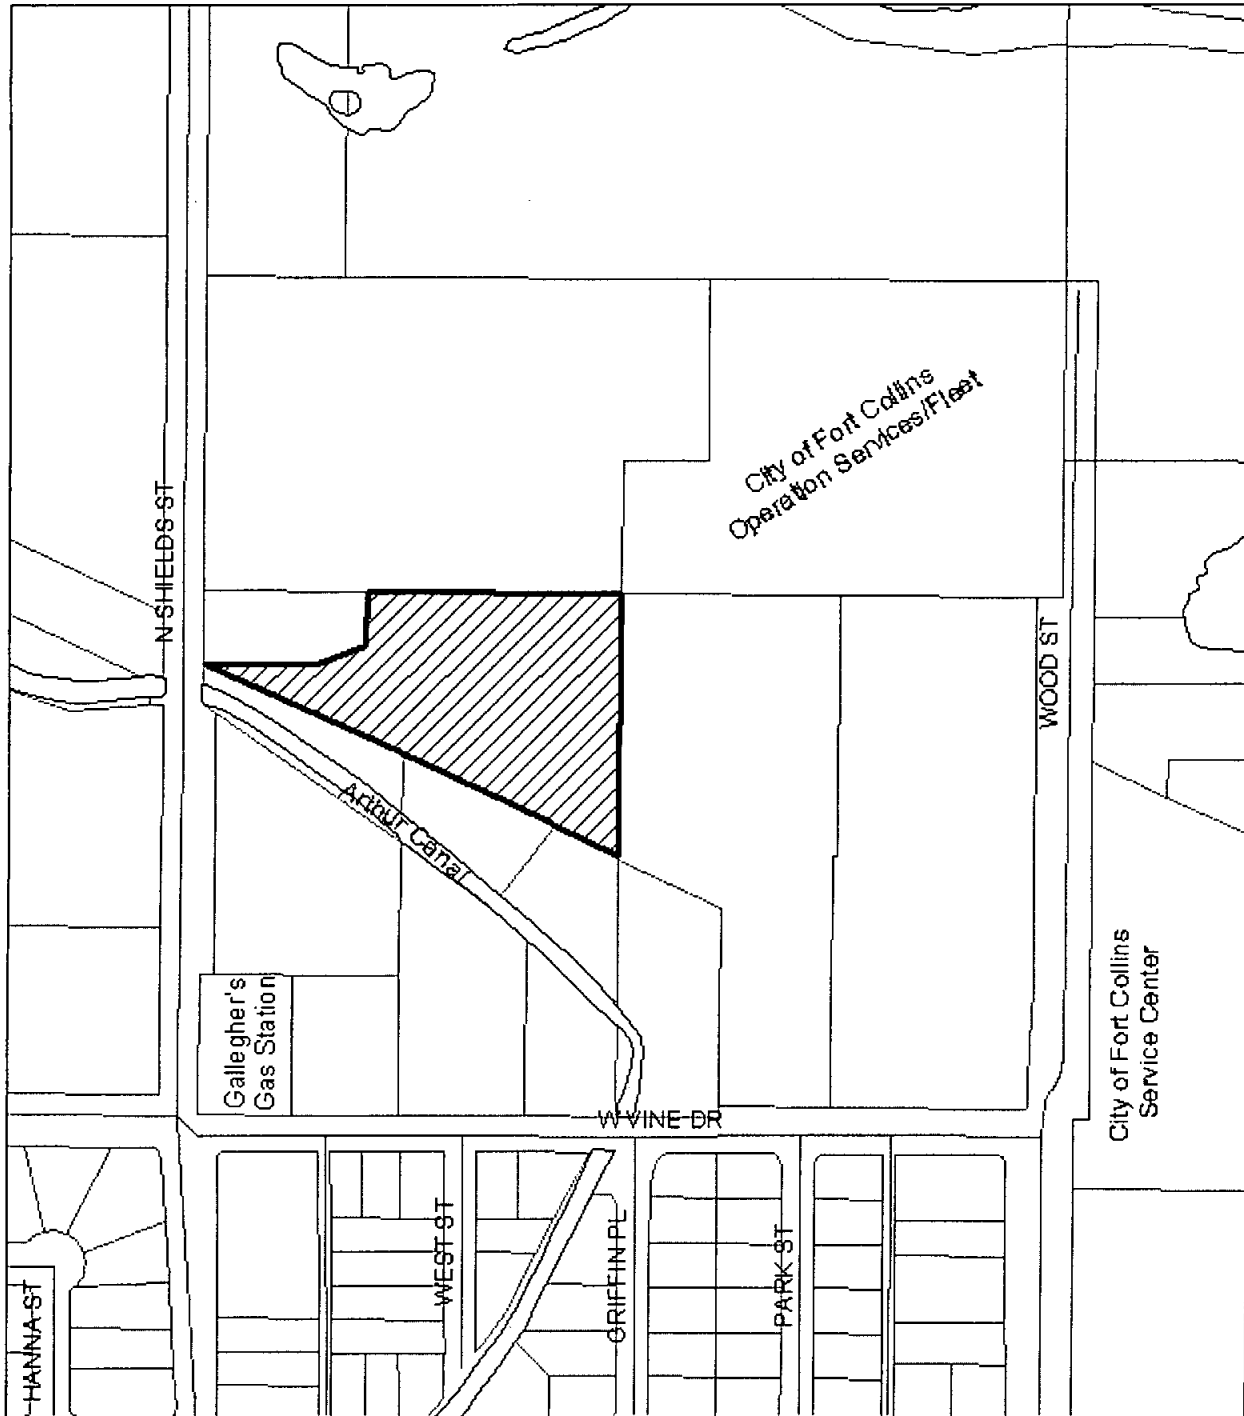 City of Fort Collins
Operation Services/Fleet
N SHIELDS ST
WOOD ST
Arthur Canal
Gallegher's
Gas Station
City of Fort Collins
Service Center
W VINE DR
WEST ST
GRIFFIN PL
PARK ST
HANNA ST